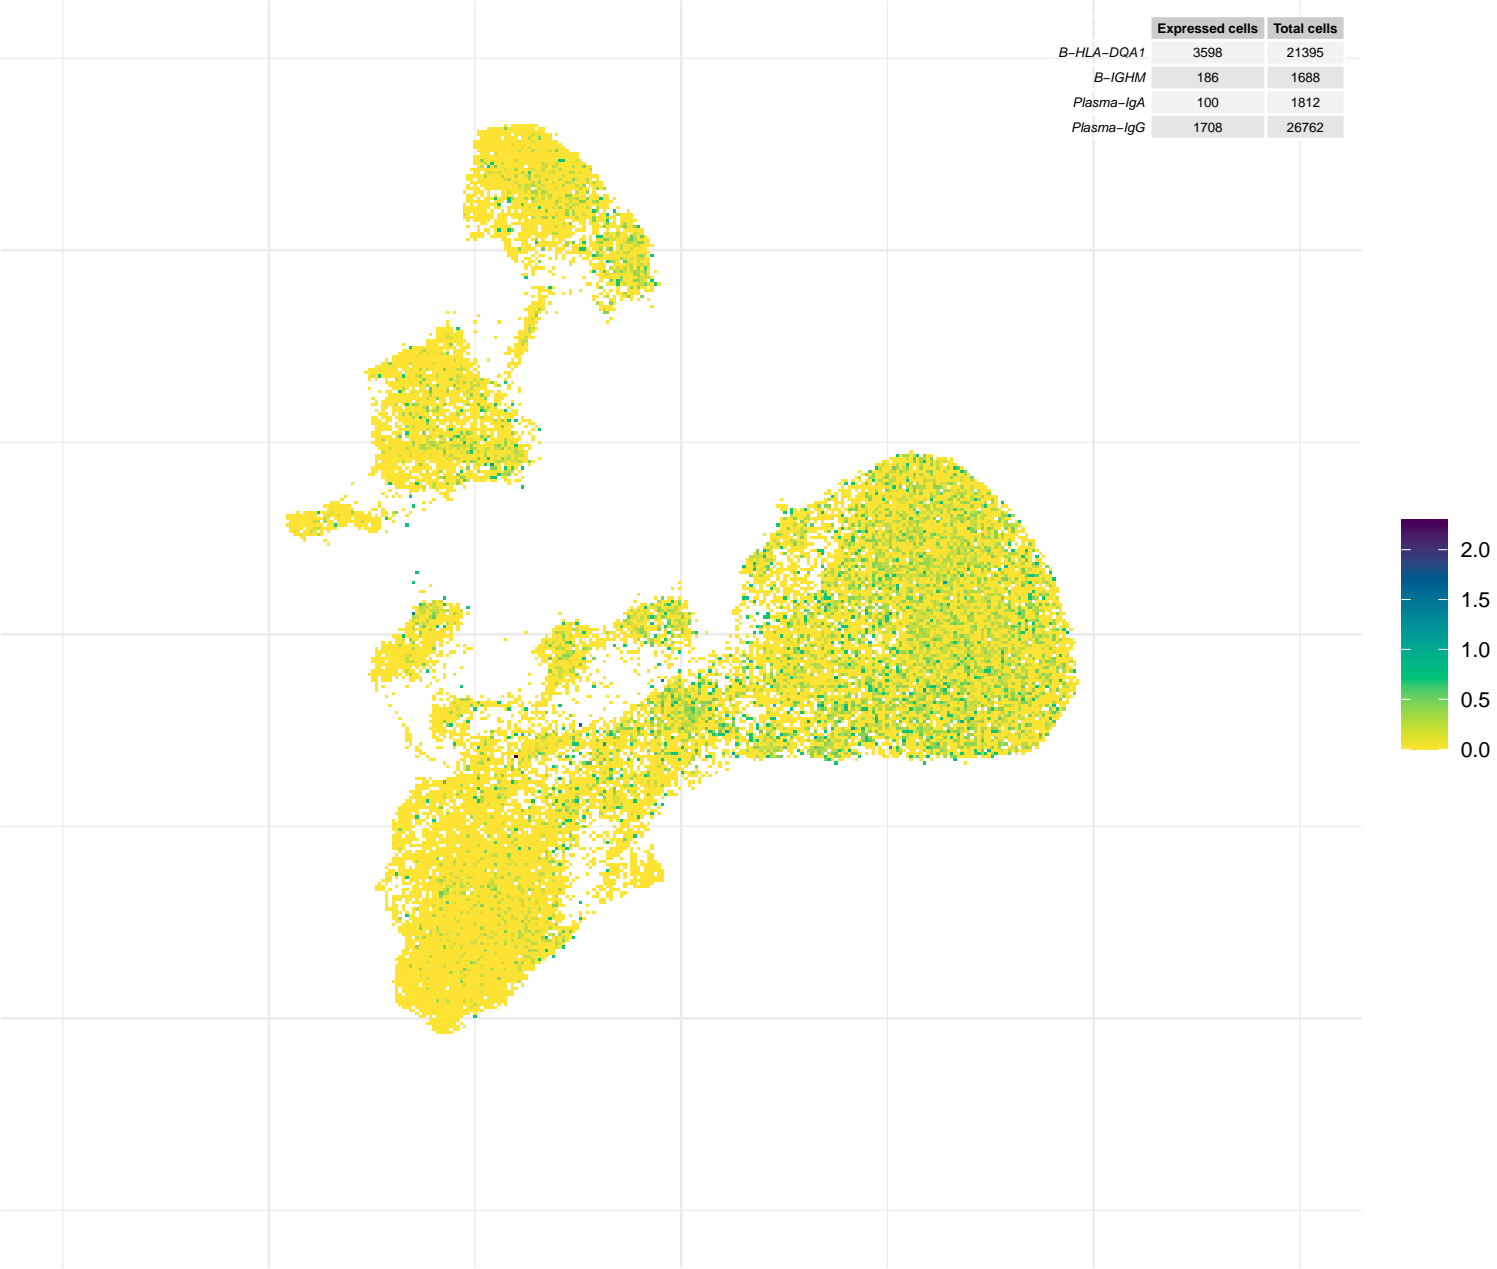 Expressed cells Total cells
B−HLA−DQA1 3598 21395
B−IGHM 186 1688
Plasma−IgA 100 1812
Plasma−IgG 1708 26762
2.0
1.5
1.0
0.5
0.0